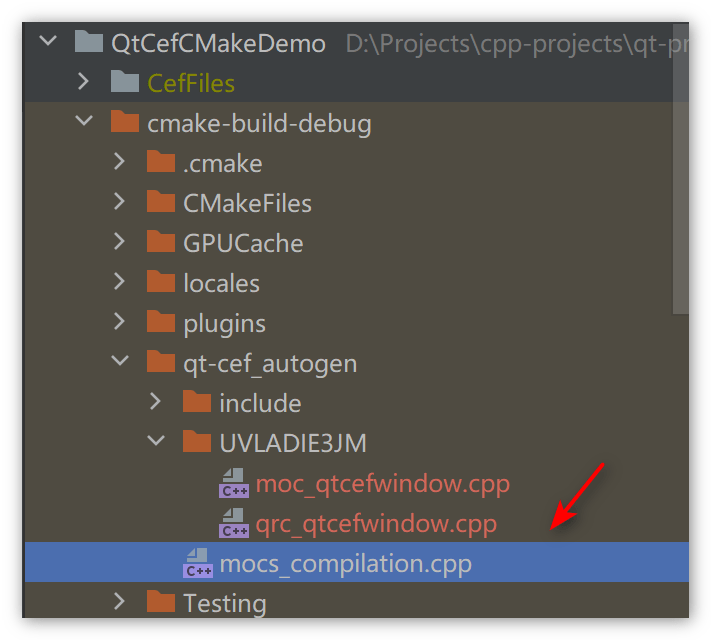 QtCefCMakeDemo D:\Projects\cpp-projects\qt-pr
CefFiles
cmake-build-debug
.cmake
CMakeFiles
GPUCache
locales
plugins
qt-cef_autogen
include
UVLADIE3JM
C++ moc_qtcefwindow.cpp
C++ qrc_qtcefwindow.cpp
C++ mocs_compilation.cpp
Testing